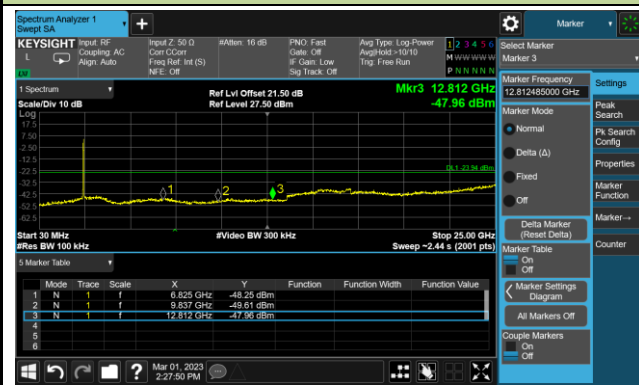 Spectrum Analyzer 1
Swept SA
+
Marker
KEYSIGHT
Input: RF
Coupling: AC
Align: Auto
Input Z: 50 Ω
Corr CCorr
Freq Ref: Int (S)
NFE: Off
#Atten: 16 dB
PNO: Fast
Gate: Off
IF Gain: Low
Sig Track: Off
Avg Type: Log-Power
Avg|Hold:>10/10
Trig: Free Run
1 2 3 4 5 6
M W W W W W
P N N N N N
L
Select Marker
Marker 3
Marker Frequency
12.812485000 GHz
Settings
Peak
Search
Pk Search
Config
Properties
Marker
Function
Marker→
Counter
Marker Mode
Normal
Delta (Δ)
Fixed
Off
Delta Marker
(Reset Delta)
Marker Table
On
Off
Marker Settings
Diagram
All Markers Off
Couple Markers
On
Off
1 Spectrum
Scale/Div 10 dB
Log
Ref Lvl Offset 21.50 dB
Ref Level 27.50 dBm
Mkr3 12.812 GHz
-47.96 dBm
17.5
7.50
-2.50
-12.5
-22.5
-32.5
-42.5
-52.5
-62.5
DL1 -23.94 dBm
1
2
3
Start 30 MHz
#Res BW 100 kHz
#Video BW 300 kHz
Stop 25.00 GHz
Sweep ~2.44 s (2001 pts)
5 Marker Table
Mode Trace Scale X Y Function Function Width Function Value
1 N 1 f 6.825 GHz -48.25 dBm
2 N 1 f 9.837 GHz -49.61 dBm
3 N 1 f 12.812 GHz -47.96 dBm
4
5
6
?
Mar 01, 2023
2:27:50 PM